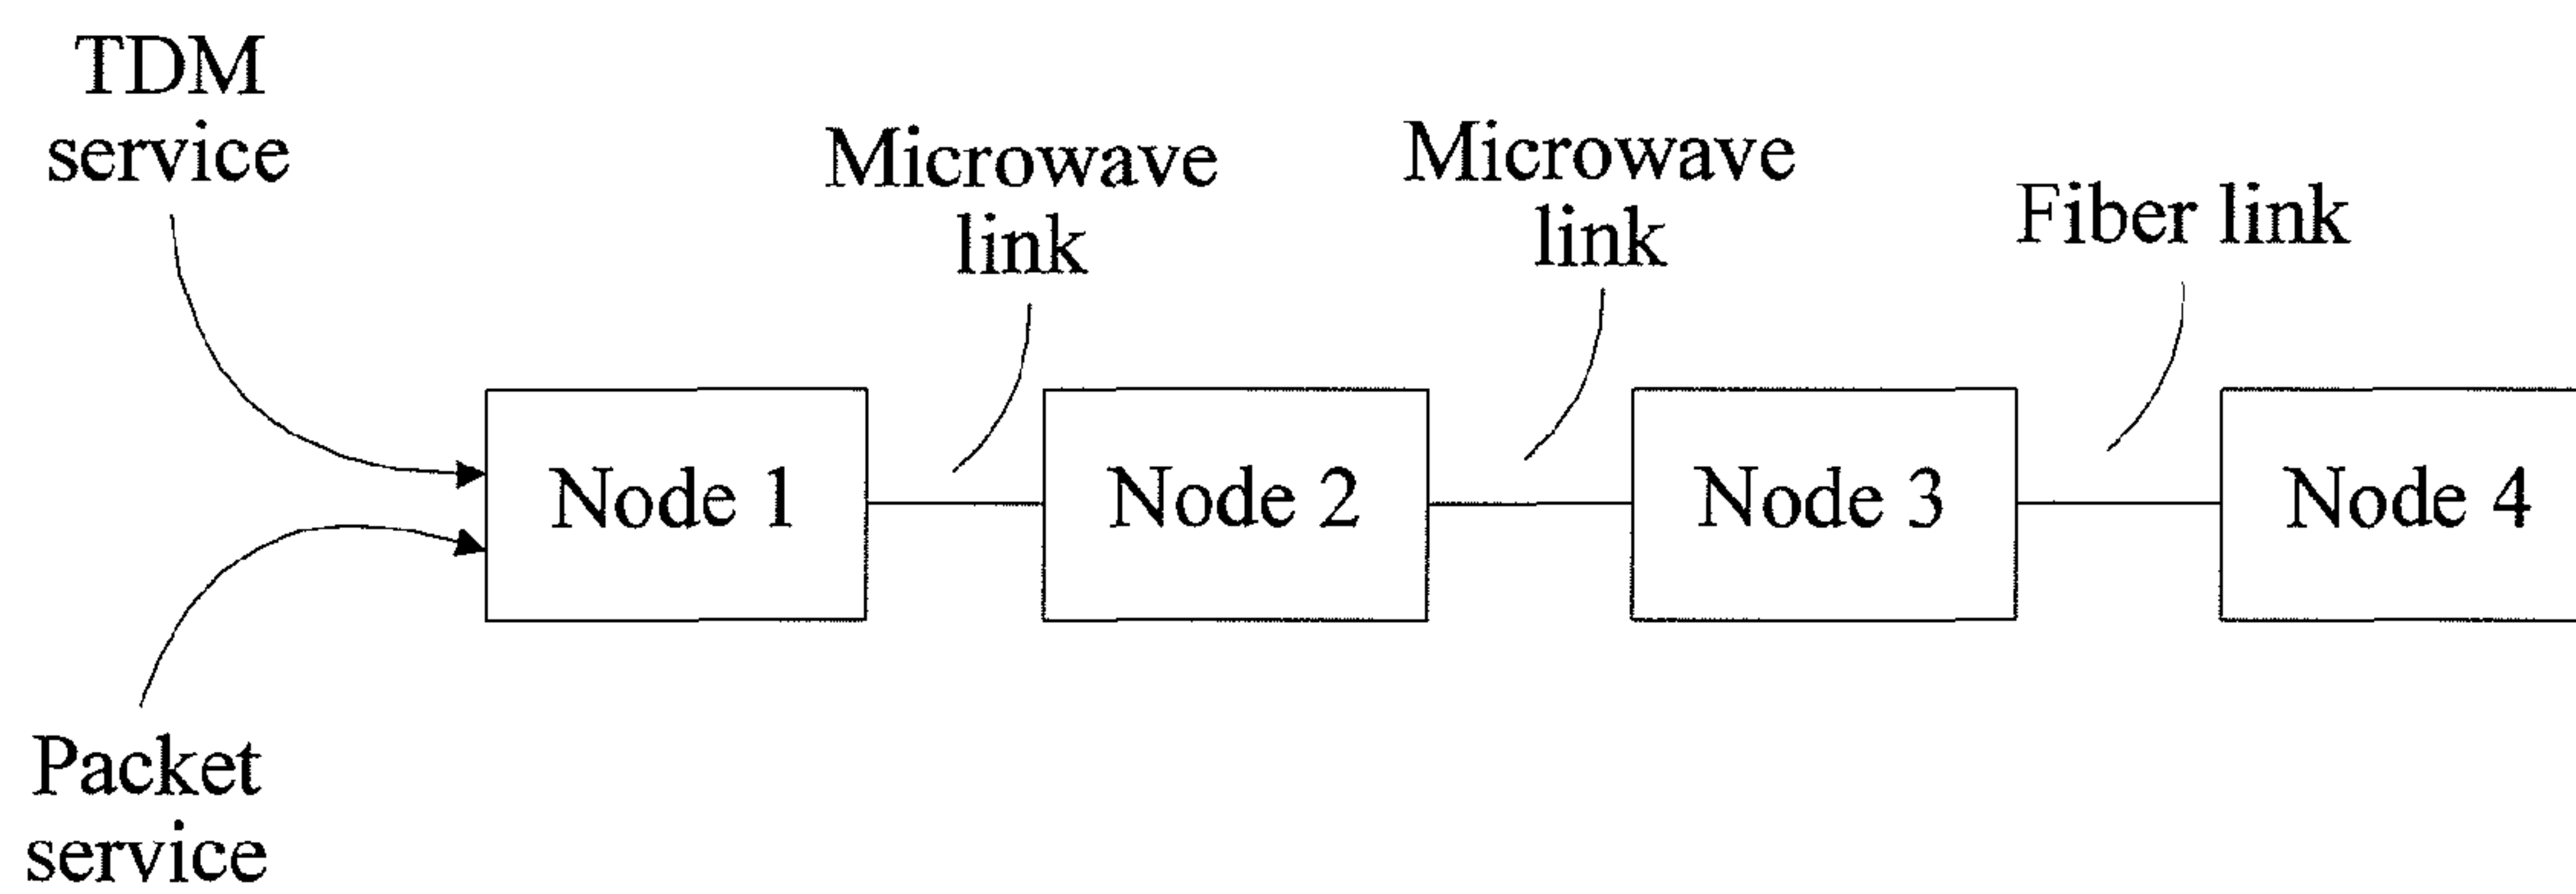 TDM
service
Microwave
link
Microwave
link
Fiber link
Node 1
Node 2
Node 3
Node 4
Packet
service